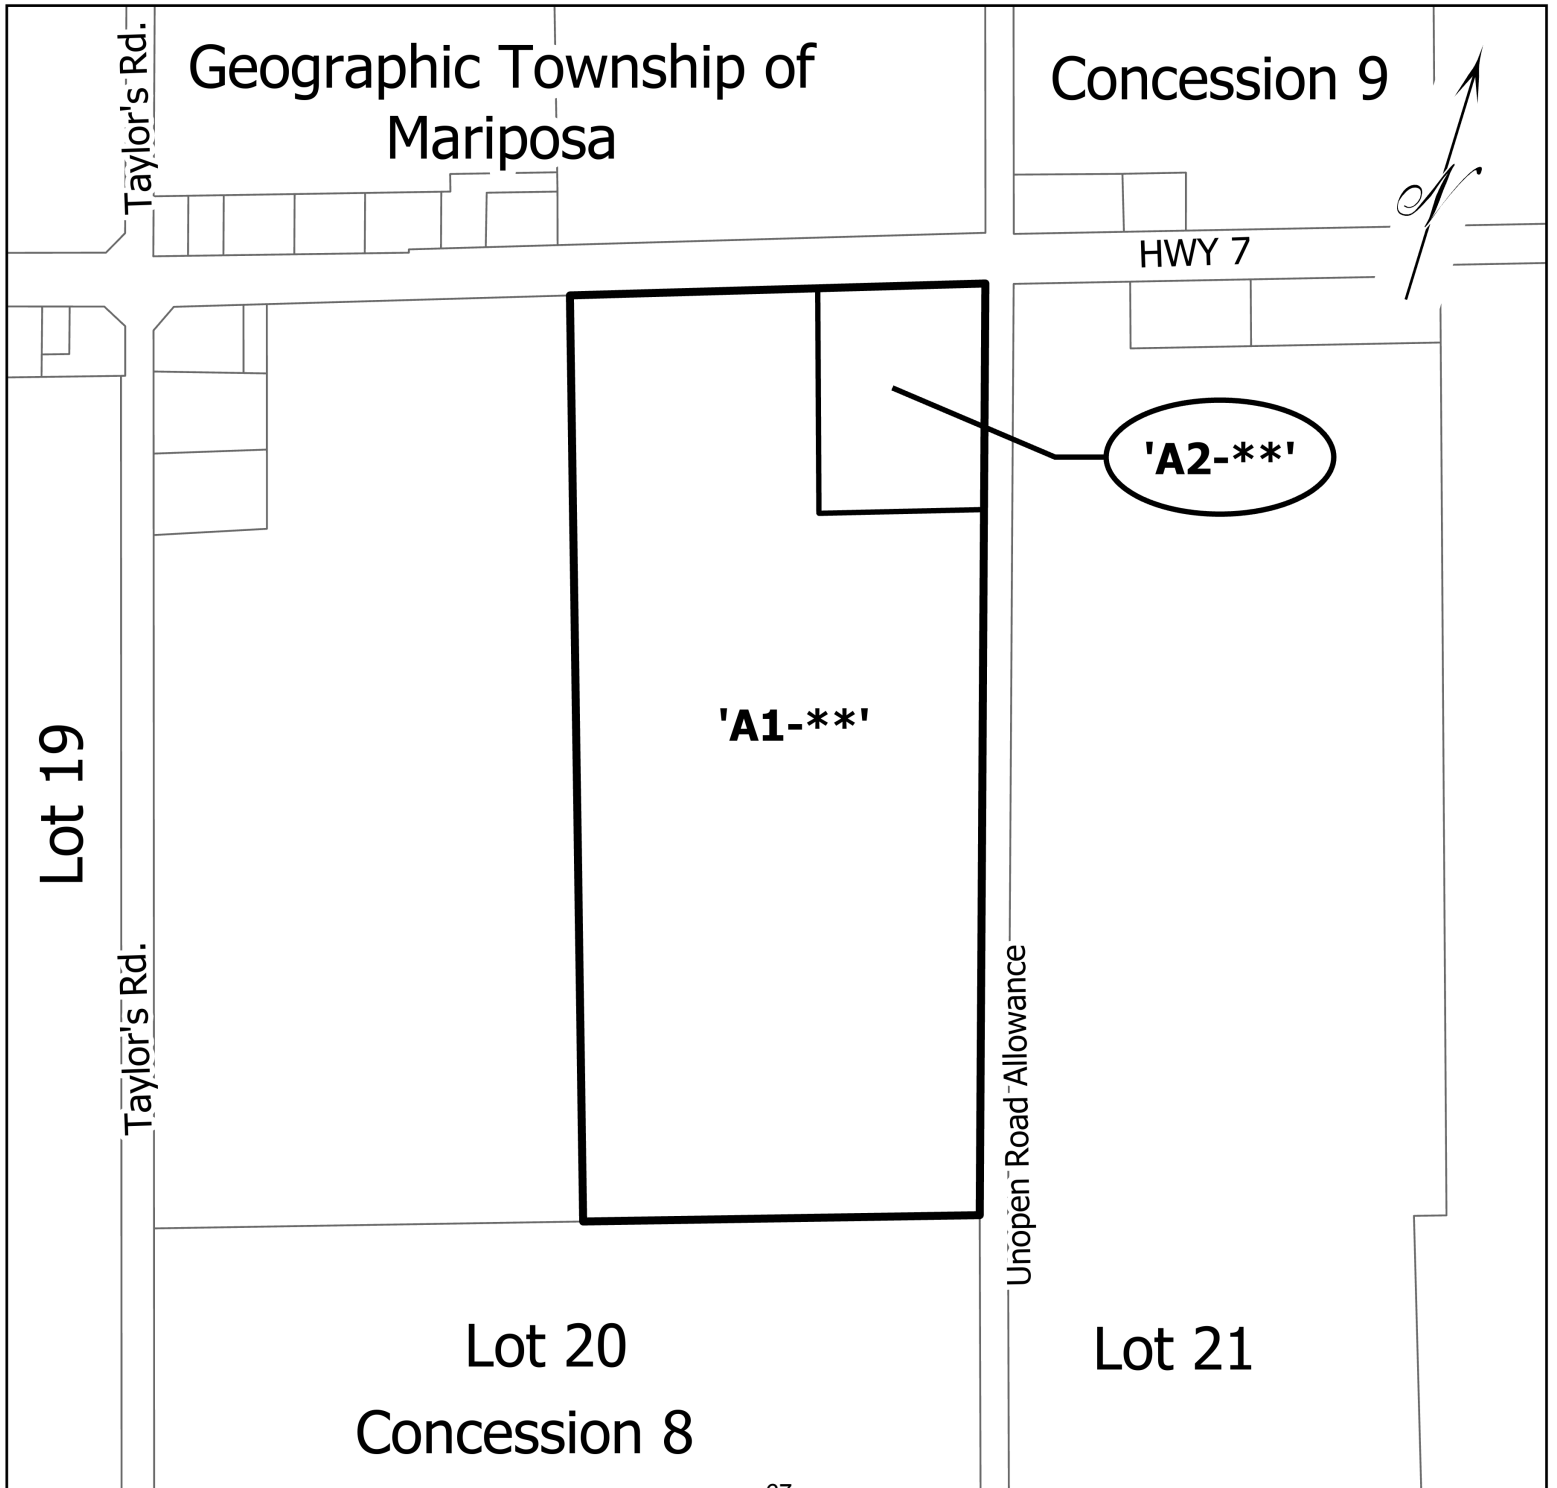 Taylor's Rd.
Geographic Township of
Mariposa
Concession 9
N
HWY 7
'A2-**'
'A1-**'
Lot 19
Taylor's Rd.
Unopen Road Allowance
Lot 20
Lot 21
Concession 8